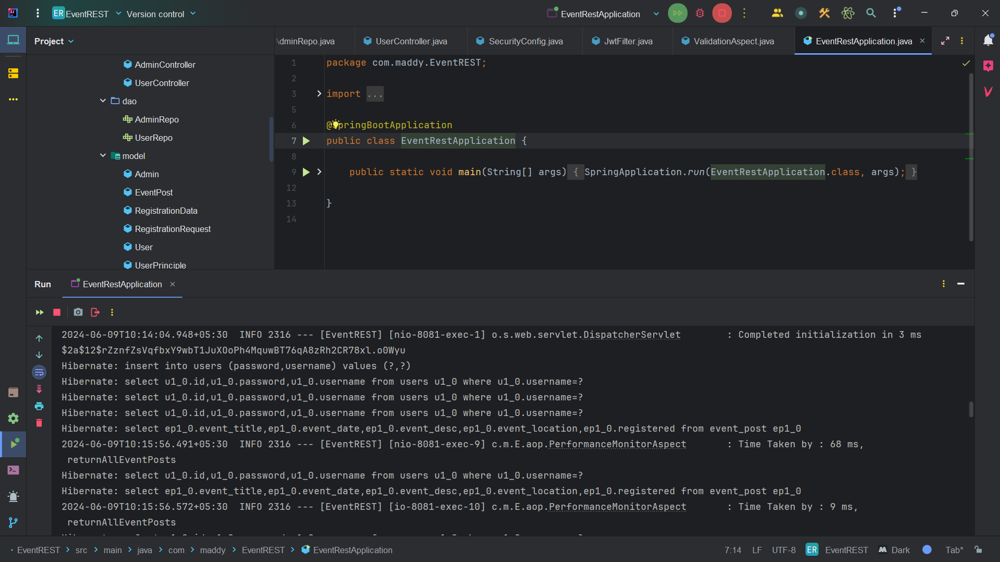 ER EventREST Version control EventRestApplication
Project
AdminController
UserController
dao
AdminRepo
UserRepo
model
Admin
EventPost
RegistrationData
RegistrationRequest
User
UserPrinciple
AdminRepo.java UserController.java SecurityConfig.java JwtFilter.java ValidationAspect.java EventRestApplication.java
1 package com.maddy.EventREST;
2
3 import ...
5
6 @SpringBootApplication
7 public class EventRestApplication {
8
9 public static void main(String[] args) { SpringApplication.run(EventRestApplication.class, args); }
12
13 }
14
Run EventRestApplication
2024-06-09T10:14:04.948+05:30  INFO 2316 --- [EventREST] [nio-8081-exec-1] o.s.web.servlet.DispatcherServlet        : Completed initialization in 3 ms
$2a$12$rZznfZsVqfbxY9wbT1JuXOoPh4MquwBT76qA8zRh2CR78xl.o0Wyu
Hibernate: insert into users (password,username) values (?,?)
Hibernate: select u1_0.id,u1_0.password,u1_0.username from users u1_0 where u1_0.username=?
Hibernate: select u1_0.id,u1_0.password,u1_0.username from users u1_0 where u1_0.username=?
Hibernate: select u1_0.id,u1_0.password,u1_0.username from users u1_0 where u1_0.username=?
Hibernate: select ep1_0.event_title,ep1_0.event_date,ep1_0.event_desc,ep1_0.event_location,ep1_0.registered from event_post ep1_0
2024-06-09T10:15:56.491+05:30  INFO 2316 --- [EventREST] [nio-8081-exec-9] c.m.E.aop.PerformanceMonitorAspect       : Time Taken by : 68 ms,
returnAllEventPosts
Hibernate: select u1_0.id,u1_0.password,u1_0.username from users u1_0 where u1_0.username=?
Hibernate: select ep1_0.event_title,ep1_0.event_date,ep1_0.event_desc,ep1_0.event_location,ep1_0.registered from event_post ep1_0
2024-06-09T10:15:56.572+05:30  INFO 2316 --- [EventREST] [io-8081-exec-10] c.m.E.aop.PerformanceMonitorAspect       : Time Taken by : 9 ms,
returnAllEventPosts
EventREST > src > main > java > com > maddy > EventREST > EventRestApplication 7:14 LF UTF-8 ER EventREST M Dark Tab*